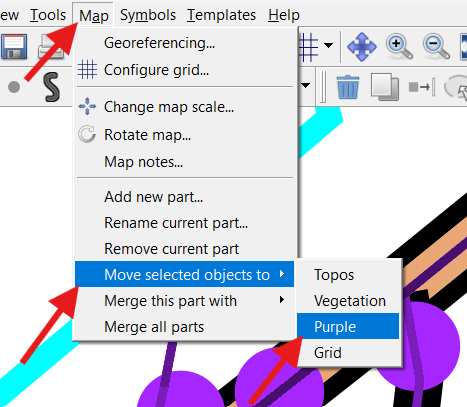 ew Tools Map Symbols Templates Help
Georeferencing...
Configure grid...
Change map scale...
Rotate map...
Map notes...
Add new part...
Rename current part...
Remove current part
Move selected objects to
Merge this part with
Merge all parts
Topos
Vegetation
Purple
Grid